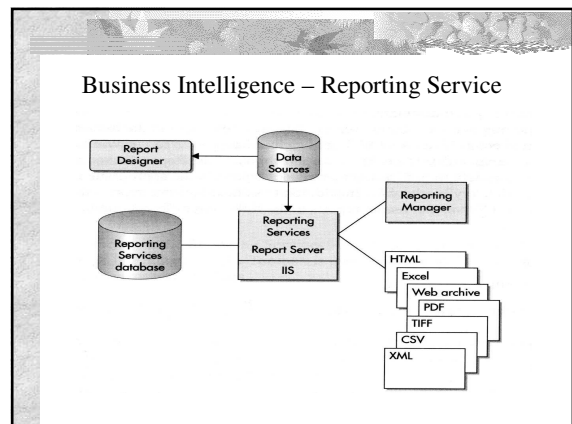 Business Intelligence – Reporting Service
Report
Designer
Data
Sources
Reporting
Manager
Reporting
Services
database
Reporting
Services
Report Server
IIS
HTML
Excel
Web archive
PDF
TIFF
CSV
XML